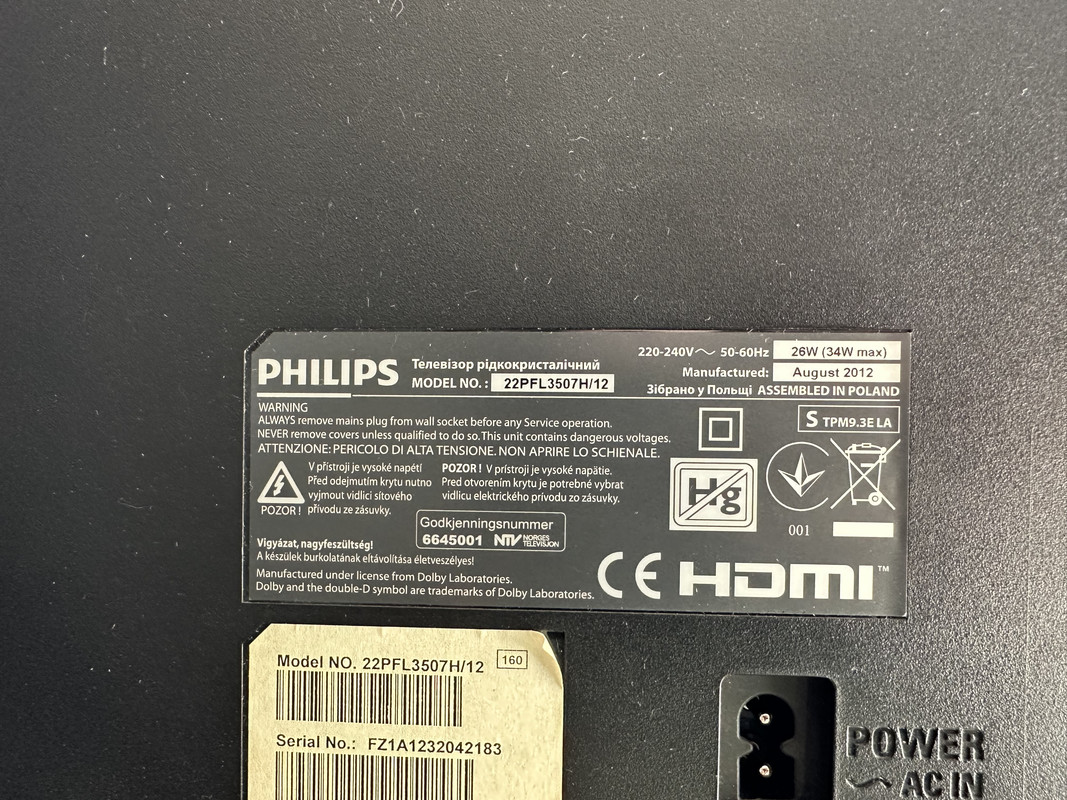 PHILIPS
Телевізор рідкокристалічний
MODEL NO. : 22PFL3507H/12
220-240V～ 50-60Hz 26W (34W max)
Manufactured: August 2012
Зібрано у Польщі ASSEMBLED IN POLAND
WARNING
ALWAYS remove mains plug from wall socket before any Service operation.
NEVER remove covers unless qualified to do so. This unit contains dangerous voltages.
ATTENZIONE: PERICOLO DI ALTA TENSIONE. NON APRIRE LO SCHIENALE.
S TPM9.3E LA
V přístroji je vysoké napětí
Před odejmutím krytu nutno
vyjmout vidlici síťového
přívodu ze zásuvky.
POZOR !
POZOR ! V prístroji je vysoké napätie.
Pred otvorením krytu je potrebné vybrat
vidlicu elektrického prívodu zo zásuvky.
Hg
001
Godkjenningsnummer
6645001 NTV NORGES
TELEVISJON
Vigyázat, nagyfeszültség!
A készülek burkolatának eltávolítása életveszélyes!
Manufactured under license from Dolby Laboratories.
Dolby and the double-D symbol are trademarks of Dolby Laboratories.
CE HDMI™
Model NO. 22PFL3507H/12 160
Serial No.: FZ1A1232042183
POWER
～ AC IN